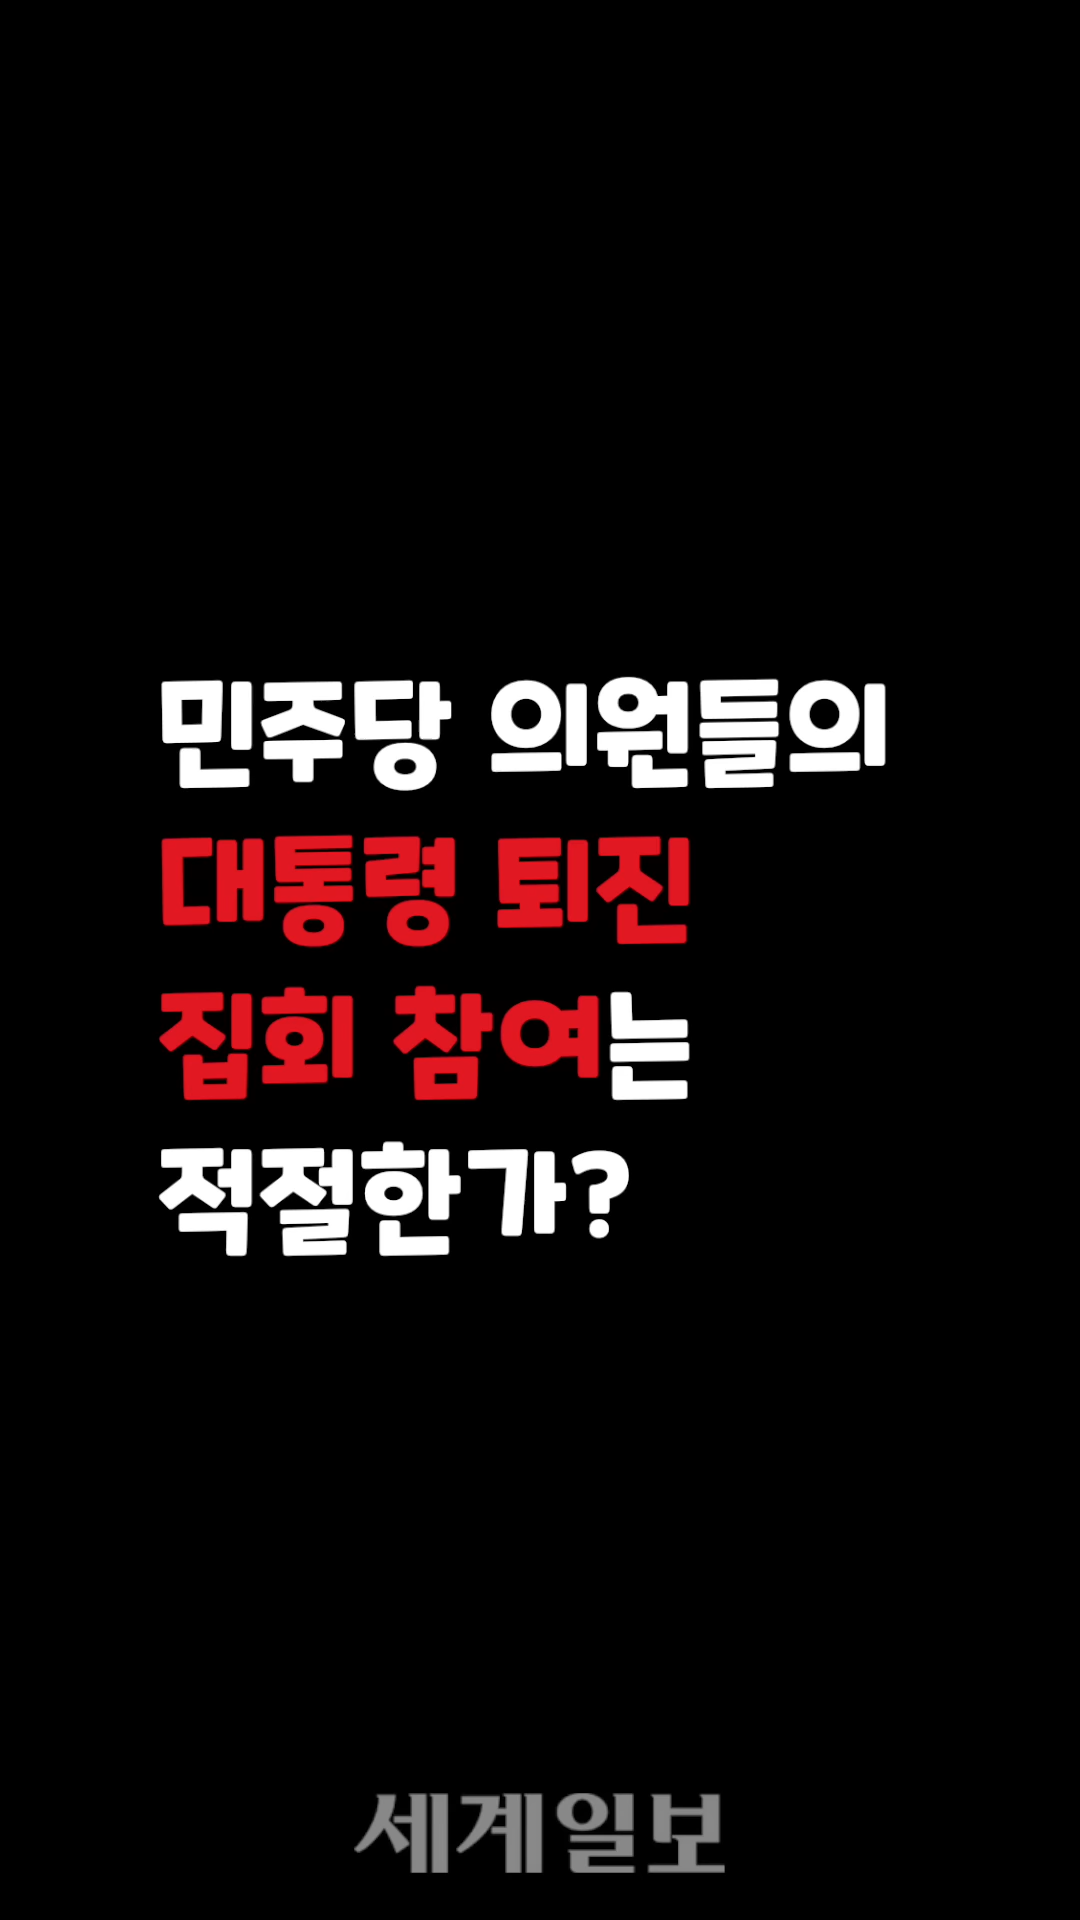 민주당 의원들의
대통령 퇴진
집회 참여는
적절한가?
세계일보